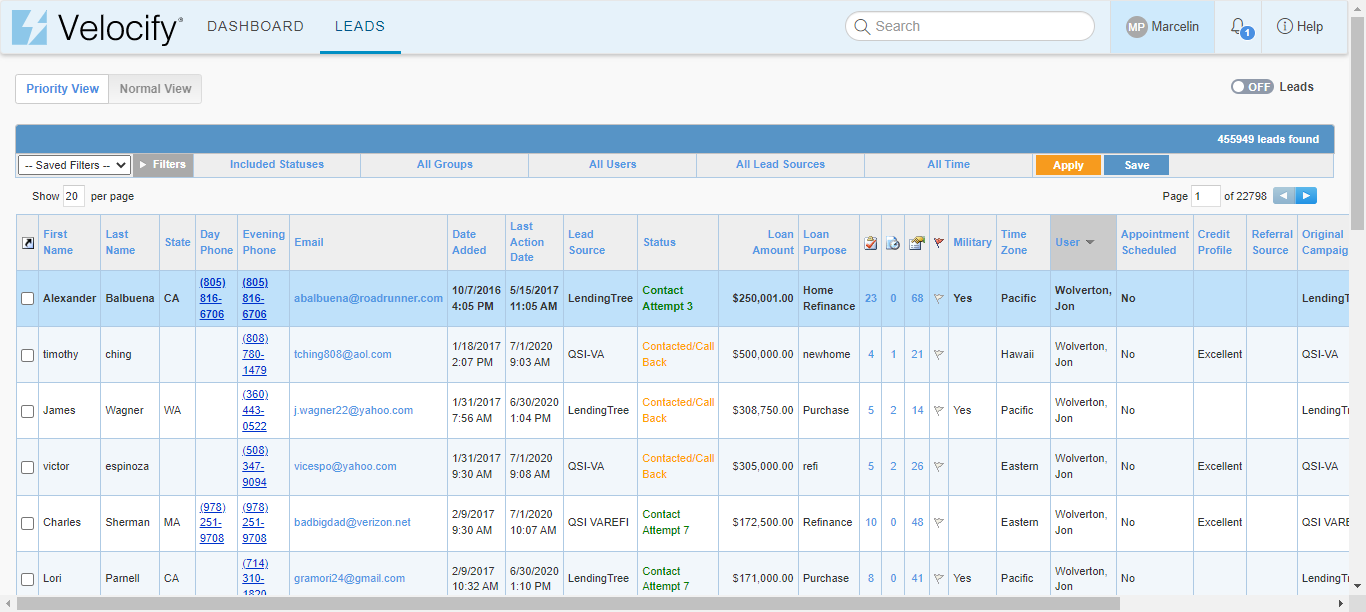 Velocify® DASHBOARD LEADS Search MP Marcelin 1 Help
Priority View Normal View OFF Leads
455949 leads found
-- Saved Filters -- Filters Included Statuses All Groups All Users All Lead Sources All Time Apply Save
Show 20 per page Page 1 of 22798
First Name Last Name State Day Phone Evening Phone Email Date Added Last Action Date Lead Source Status Loan Amount Loan Purpose Military Time Zone User Appointment Scheduled Credit Profile Referral Source Original Campaig
Alexander Balbuena CA (805) 816-6706 (805) 816-6706 abalbuena@roadrunner.com 10/7/2016 4:05 PM 5/15/2017 11:05 AM LendingTree Contact Attempt 3 $250,001.00 Home Refinance 23 0 68 Yes Pacific Wolverton, Jon No LendingT
timothy ching (808) 780-1479 tching808@aol.com 1/18/2017 2:07 PM 7/1/2020 9:03 AM QSI-VA Contacted/Call Back $500,000.00 newhome 4 1 21 Hawaii Wolverton, Jon No Excellent QSI-VA
James Wagner WA (360) 443-0522 j.wagner22@yahoo.com 1/31/2017 7:56 AM 6/30/2020 1:04 PM LendingTree Contacted/Call Back $308,750.00 Purchase 5 2 14 Yes Pacific Wolverton, Jon No LendingTr
victor espinoza (508) 347-9094 vicespo@yahoo.com 1/31/2017 9:30 AM 7/1/2020 9:08 AM QSI-VA Contacted/Call Back $305,000.00 refi 5 2 26 Eastern Wolverton, Jon No Excellent QSI-VA
Charles Sherman MA (978) 251-9708 (978) 251-9708 badbigdad@verizon.net 2/9/2017 9:30 AM 7/1/2020 10:07 AM QSI VAREFI Contact Attempt 7 $172,500.00 Refinance 10 0 48 Eastern Wolverton, Jon No Excellent QSI VARE
Lori Parnell CA (714) 310-1820 gramori24@gmail.com 2/9/2017 10:32 AM 6/30/2020 1:10 PM LendingTree Contact Attempt 7 $171,000.00 Purchase 8 0 41 Yes Pacific Wolverton, Jon No LendingTr